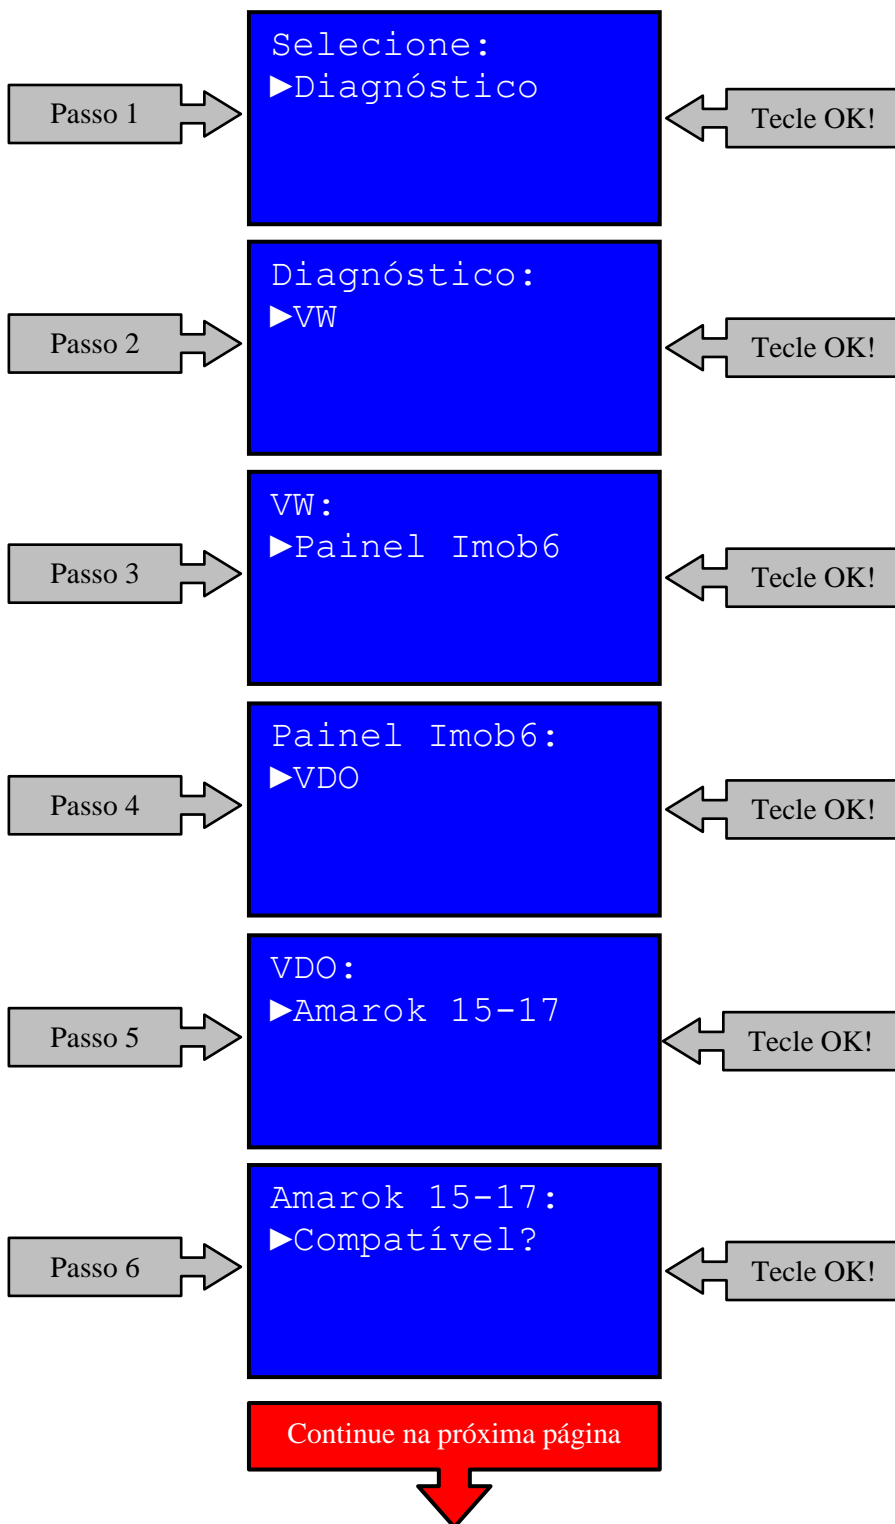 Selecione:
►Diagnóstico
Passo 1
Tecle OK!
Diagnóstico:
►VW
Passo 2
Tecle OK!
VW:
►Painel Imob6
Passo 3
Tecle OK!
Painel Imob6:
►VDO
Passo 4
Tecle OK!
VDO:
►Amarok 15-17
Passo 5
Tecle OK!
Amarok 15-17:
►Compatível?
Passo 6
Tecle OK!
Continue na próxima página